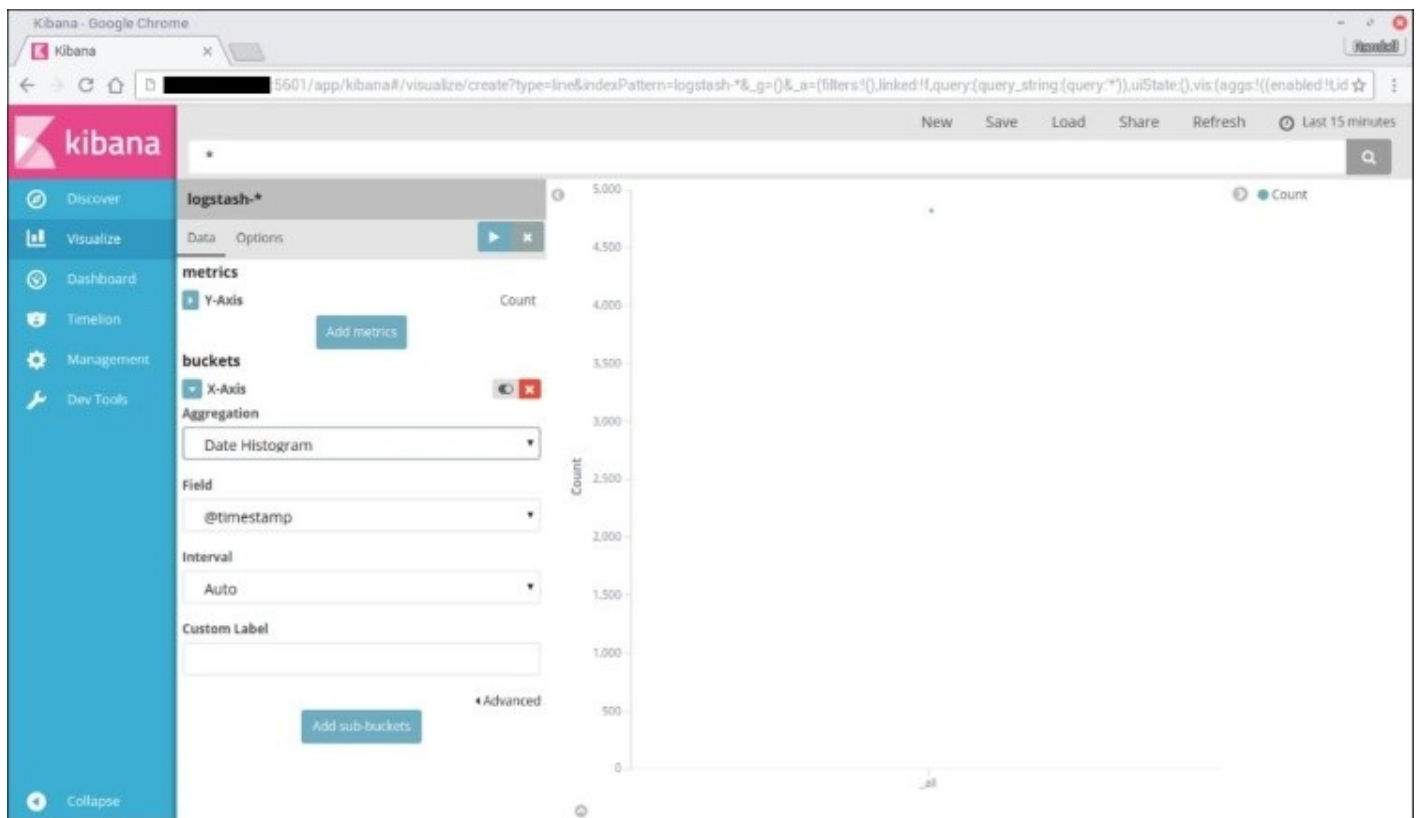 Kibana - Google Chrome
Kibana
5601/app/kibana#/visualize/create?type=line&indexPattern=logstash-*&_g=()&_a=(filters:!(),linked:!f,query:(query_string:(query:'*')),uiState:(),vis:(aggs:!((enabled:!t,id
kibana
New Save Load Share Refresh Last 15 minutes
*
Discover
Visualize
Dashboard
Timelion
Management
Dev Tools
Collapse
logstash-*
Data Options
metrics
Y-Axis Count
Add metrics
buckets
X-Axis
Aggregation
Date Histogram
Field
@timestamp
Interval
Auto
Custom Label
Advanced
Add sub-buckets
5,000
4,500
4,000
3,500
3,000
2,500
2,000
1,500
1,000
500
0
Count
_all
Count